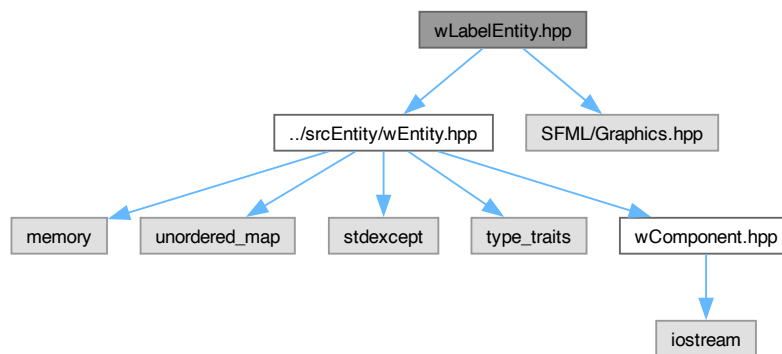 wLabelEntity.hpp
../srcEntity/wEntity.hpp
SFML/Graphics.hpp
memory
unordered_map
stdexcept
type_traits
wComponent.hpp
iostream